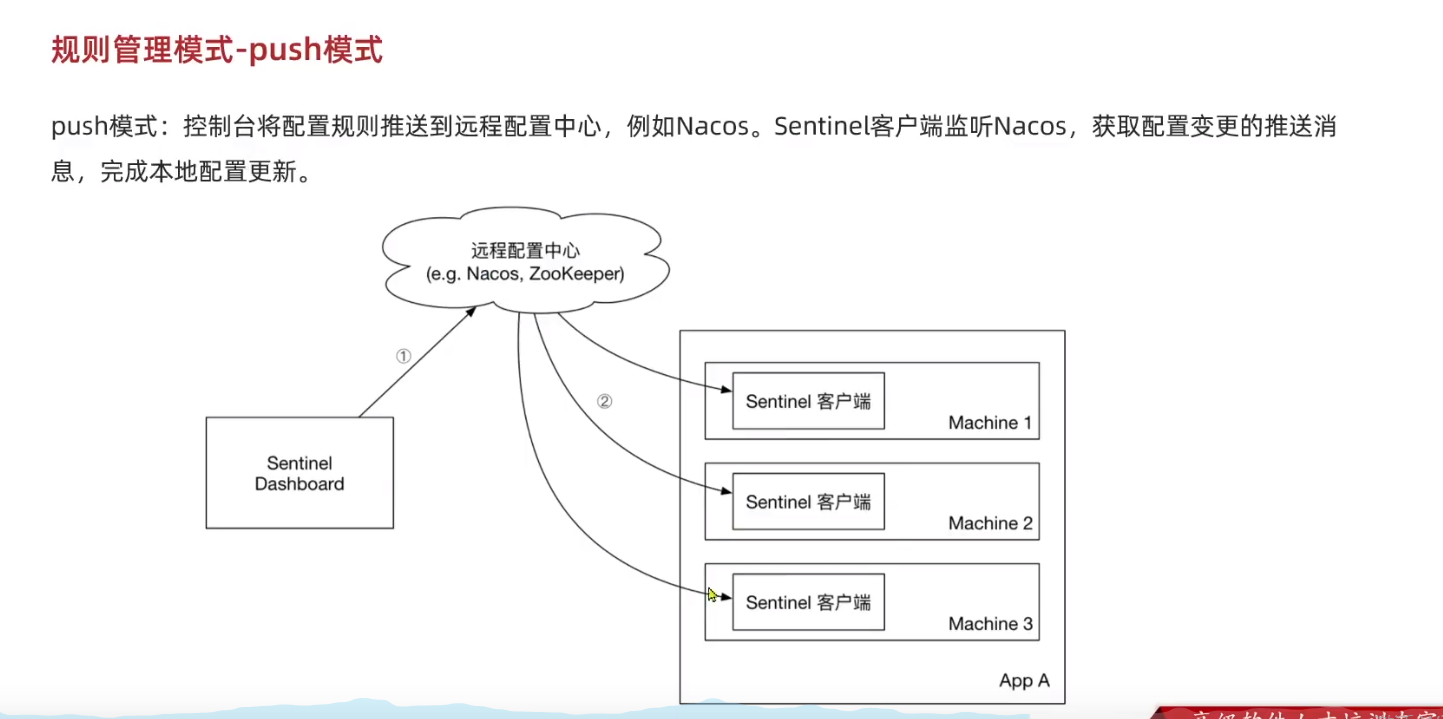 规则管理模式-push模式
push模式：控制台将配置规则推送到远程配置中心，例如Nacos。Sentinel客户端监听Nacos，获取配置变更的推送消
息，完成本地配置更新。
远程配置中心
(e.g. Nacos, ZooKeeper)
①
②
Sentinel 客户端
Machine 1
Sentinel
Dashboard
Sentinel 客户端
Machine 2
Sentinel 客户端
Machine 3
App A